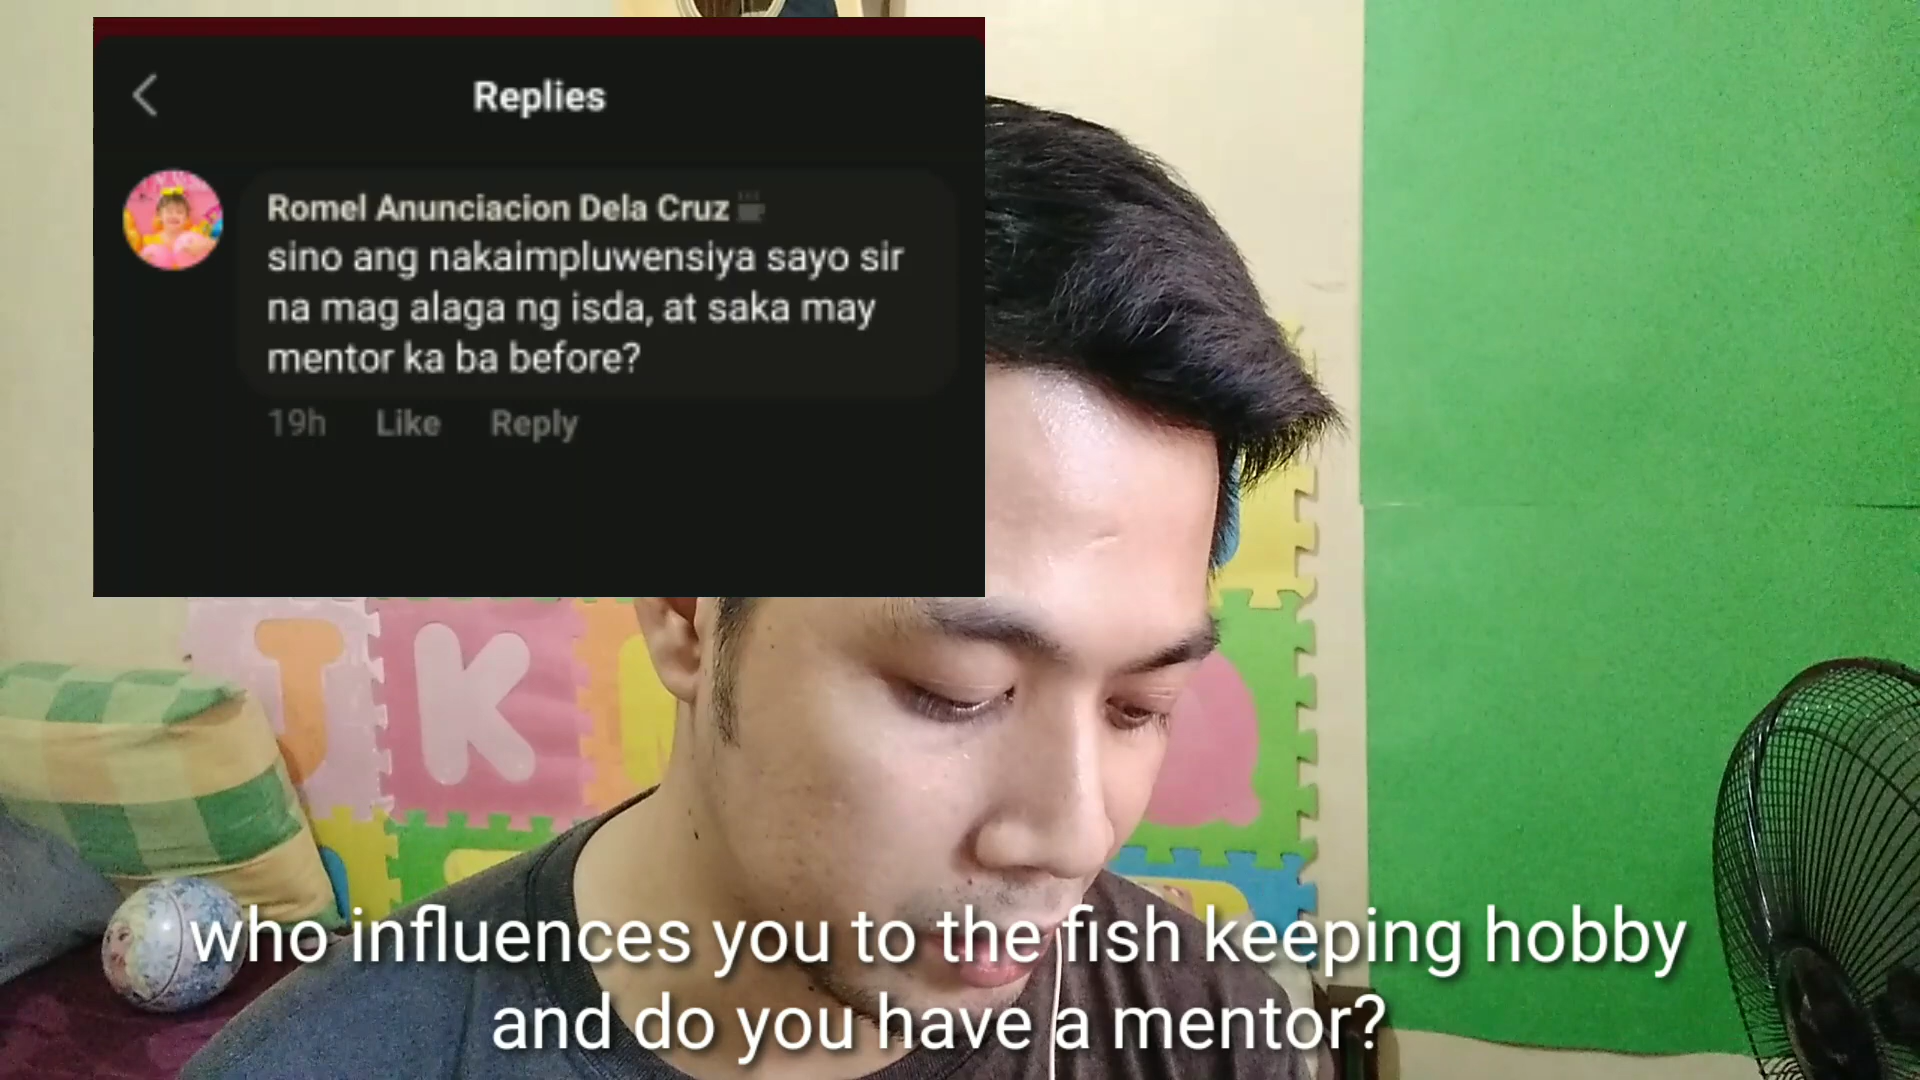 Replies
Romel Anunciacion Dela Cruz
sino ang nakaimpluwensiya sayo sir
na mag alaga ng isda, at saka may
mentor ka ba before?
19h Like Reply
J K
who influences you to the fish keeping hobby
and do you have a mentor?